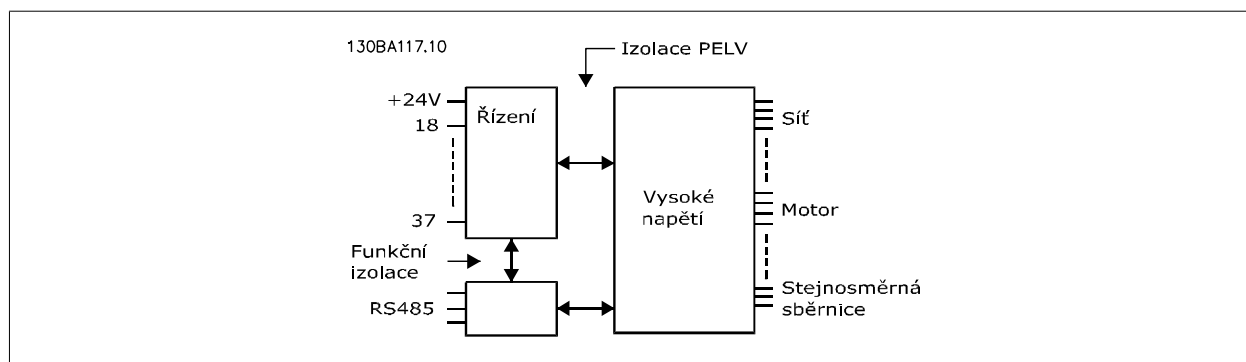 130BA117.10
Izolace PELV
+24V
18
37
Řízení
Funkční
izolace
RS485
Vysoké
napětí
Síť
Motor
Stejnosměrná
sběrnice